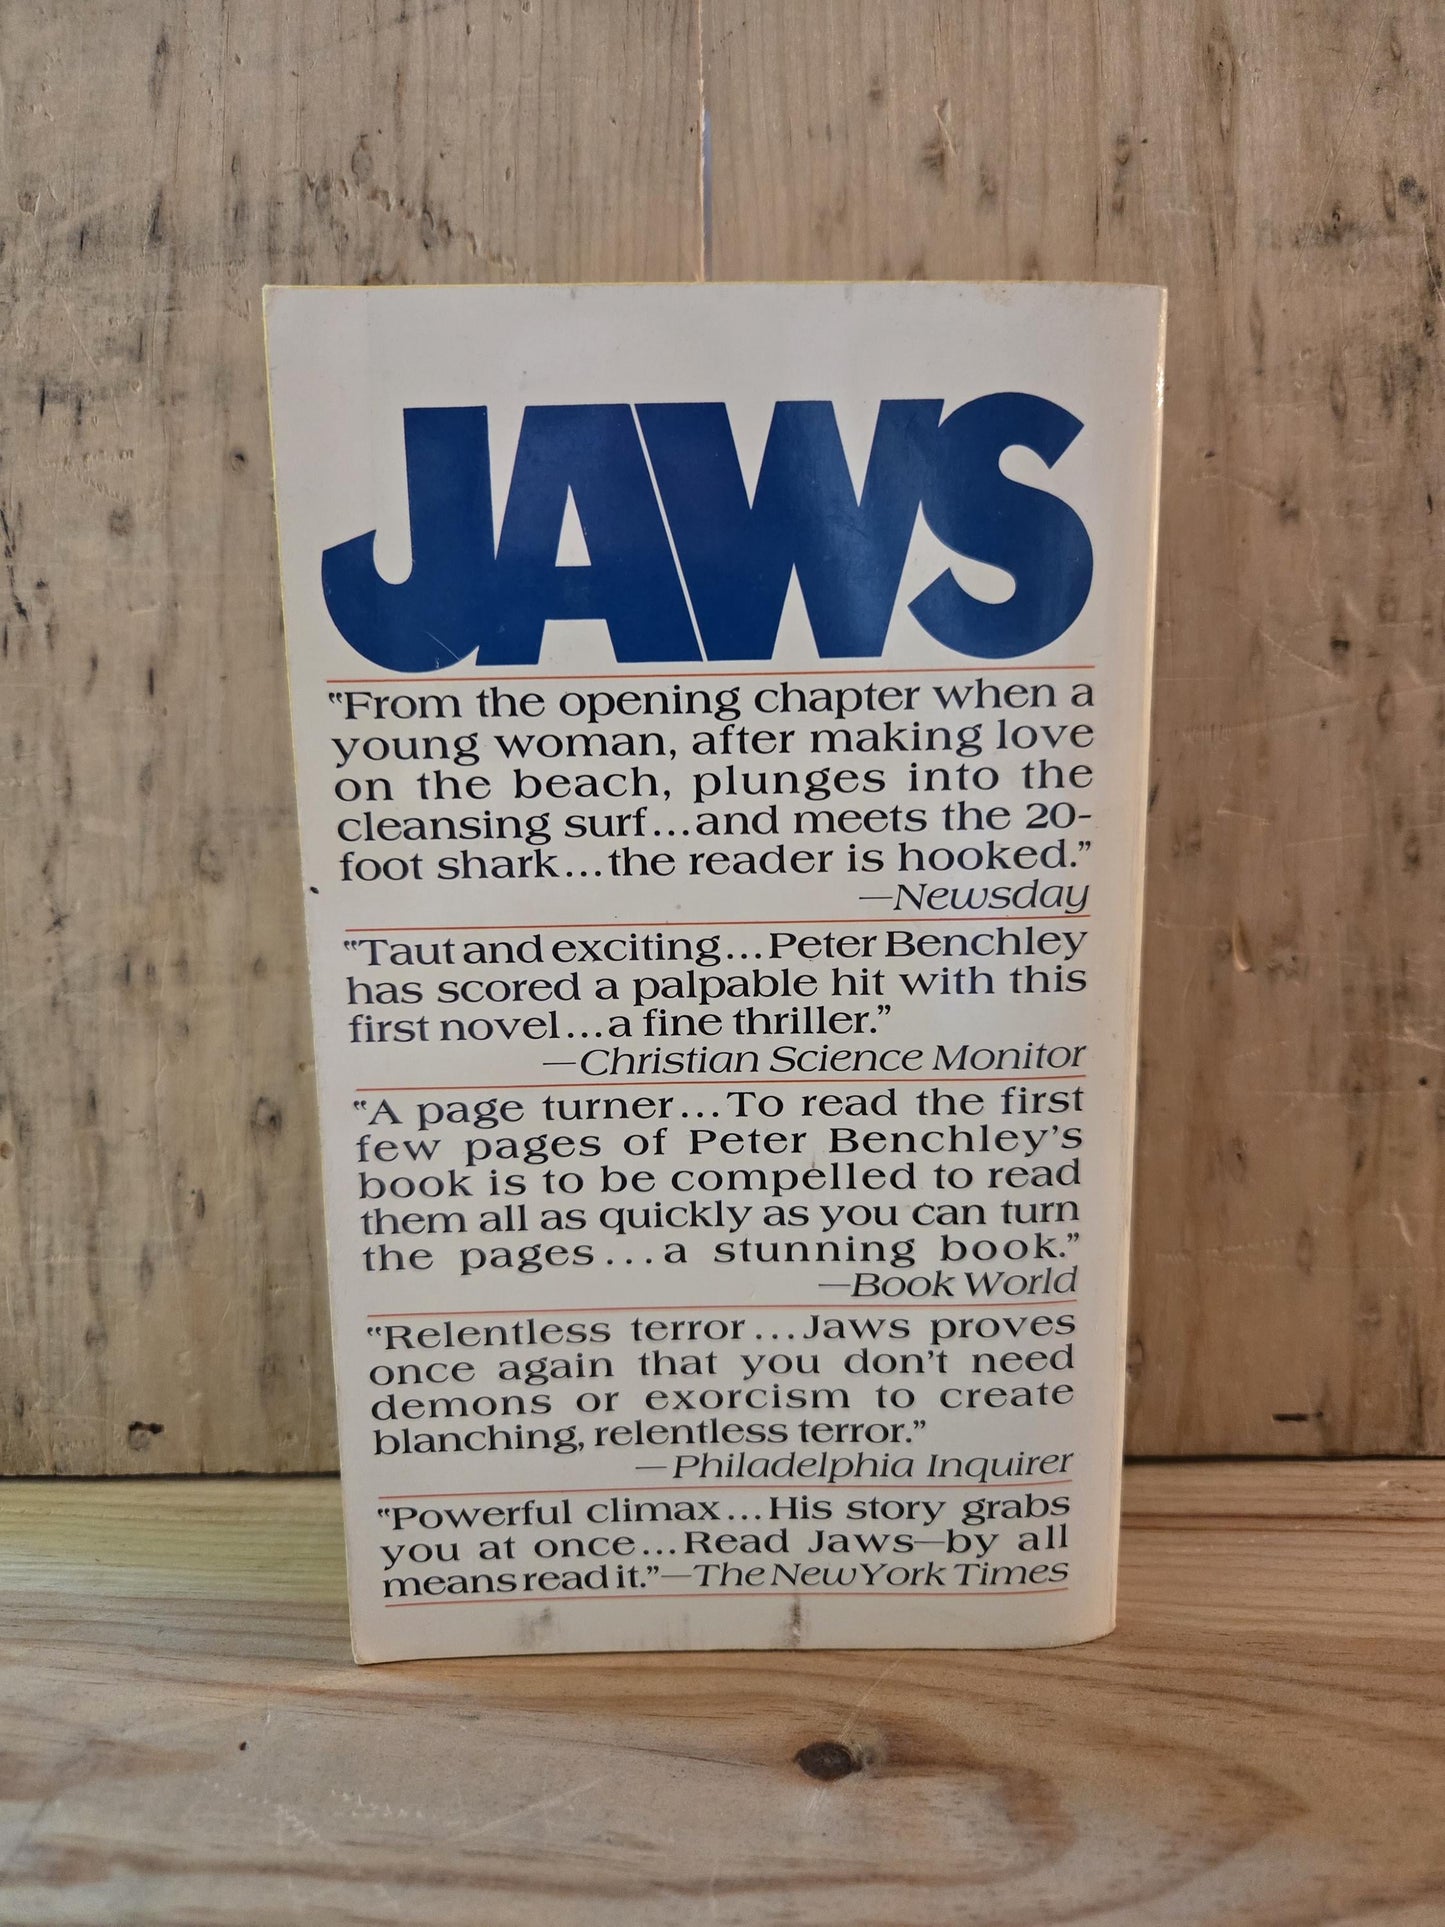 JAWS
"From the opening chapter when a
young woman, after making love
on the beach, plunges into the
cleansing surf...and meets the 20-
foot shark...the reader is hooked."
—Newsday
"Taut and exciting...Peter Benchley
has scored a palpable hit with this
first novel...a fine thriller."
—Christian Science Monitor
"A page turner...To read the first
few pages of Peter Benchley's
book is to be compelled to read
them all as quickly as you can turn
the pages...a stunning book."
—Book World
"Relentless terror...Jaws proves
once again that you don't need
demons or exorcism to create
blanching, relentless terror."
—Philadelphia Inquirer
"Powerful climax...His story grabs
you at once...Read Jaws—by all
means read it."—The New York Times